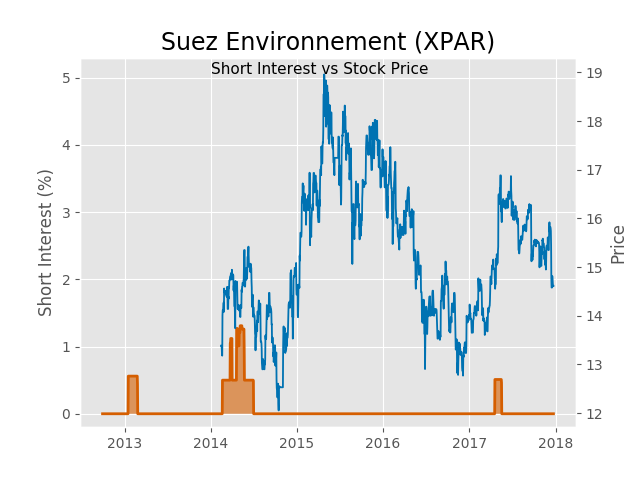 Suez Environnement (XPAR)
Short Interest vs Stock Price
5
4
3
2
1
0
Short Interest (%)
19
18
17
16
15
14
13
12
Price
2013 2014 2015 2016 2017 2018